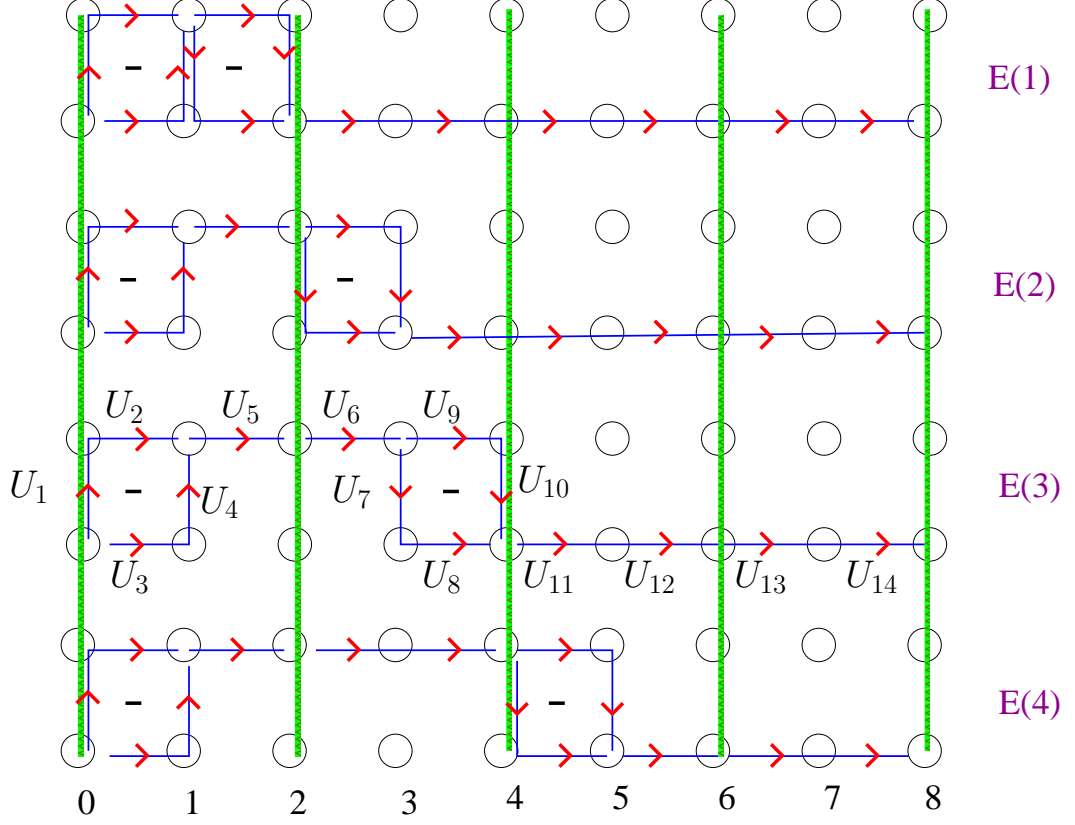 - -
E(1)
- -
E(2)
U₂ U₅ U₆ U₉
U₁ - U₄ U₇ - U₁₀
E(3)
U₃ U₈ U₁₁ U₁₂ U₁₃ U₁₄
- -
E(4)
0 1 2 3 4 5 6 7 8